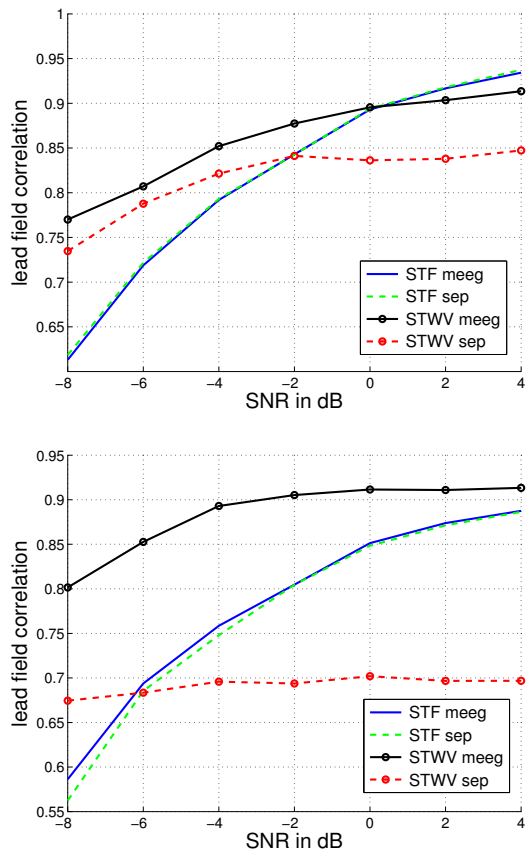 1
0.95
0.9
0.85
0.8
0.75
0.7
0.65
lead field correlation
STF meeg
STF sep
STWV meeg
STWV sep
−8 −6 −4 −2 0 2 4
SNR in dB
0.95
0.9
0.85
0.8
0.75
0.7
0.65
0.6
0.55
lead field correlation
STF meeg
STF sep
STWV meeg
STWV sep
−8 −6 −4 −2 0 2 4
SNR in dB